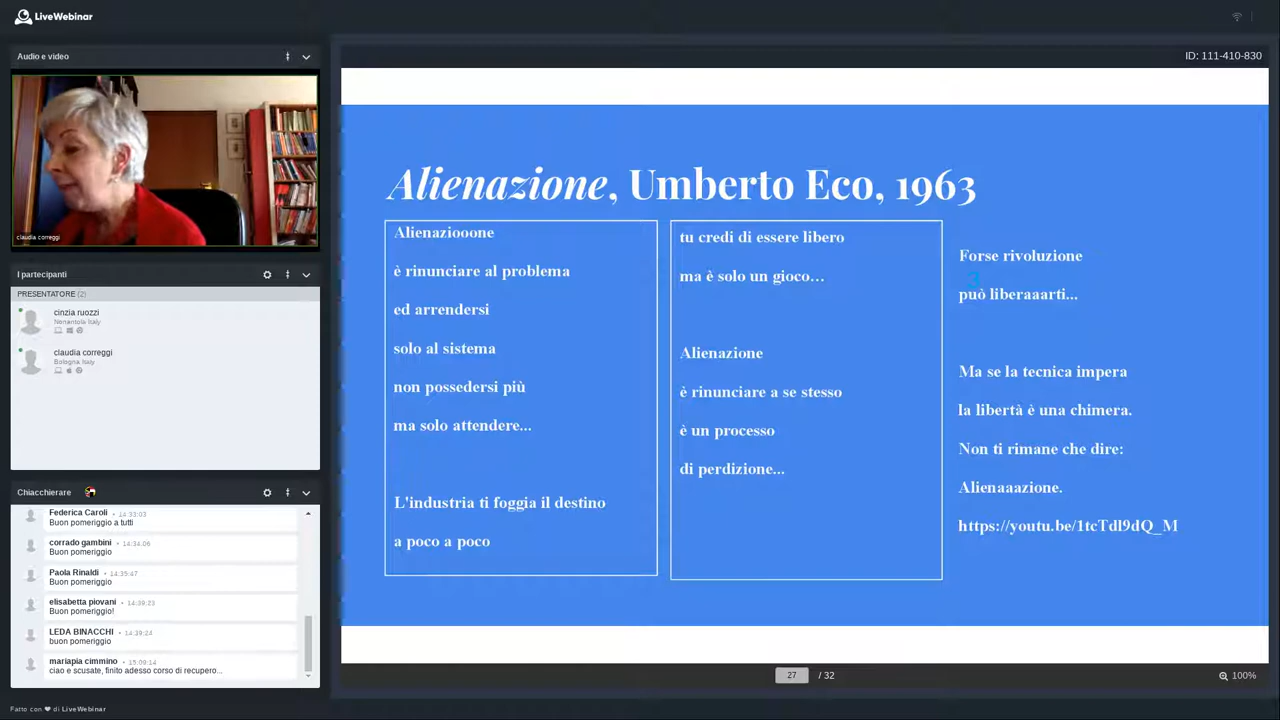 LiveWebinar
Audio e video
claudia correggi
I partecipanti
PRESENTATORE (2)
cinzia ruozzi
Nonantola Italy
claudia correggi
Bologna Italy
Chiacchierare
Federica Caroli • 14:33:03
Buon pomeriggio a tutti
corrado gambini • 14:34:06
Buon pomeriggio
Paola Rinaldi • 14:35:47
Buon pomeriggio
elisabetta piovani • 14:39:23
Buon pomeriggio!
LEDA BINACCHI • 14:39:24
buon pomeriggio
mariapia cimmino • 15:09:14
ciao e scusate, finito adesso corso di recupero...
Fatto con ❤ di LiveWebinar
ID: 111-410-830
Alienazione, Umberto Eco, 1963
Alienaziooone
è rinunciare al problema
ed arrendersi
solo al sistema
non possedersi più
ma solo attendere...
L'industria ti foggia il destino
a poco a poco
tu credi di essere libero
ma è solo un gioco…
Alienazione
è rinunciare a se stesso
è un processo
di perdizione...
3
Forse rivoluzione
può liberaaarti...
Ma se la tecnica impera
la libertà è una chimera.
Non ti rimane che dire:
Alienaaazione.
https://youtu.be/1tcTdl9dQ_M
27 / 32
100%